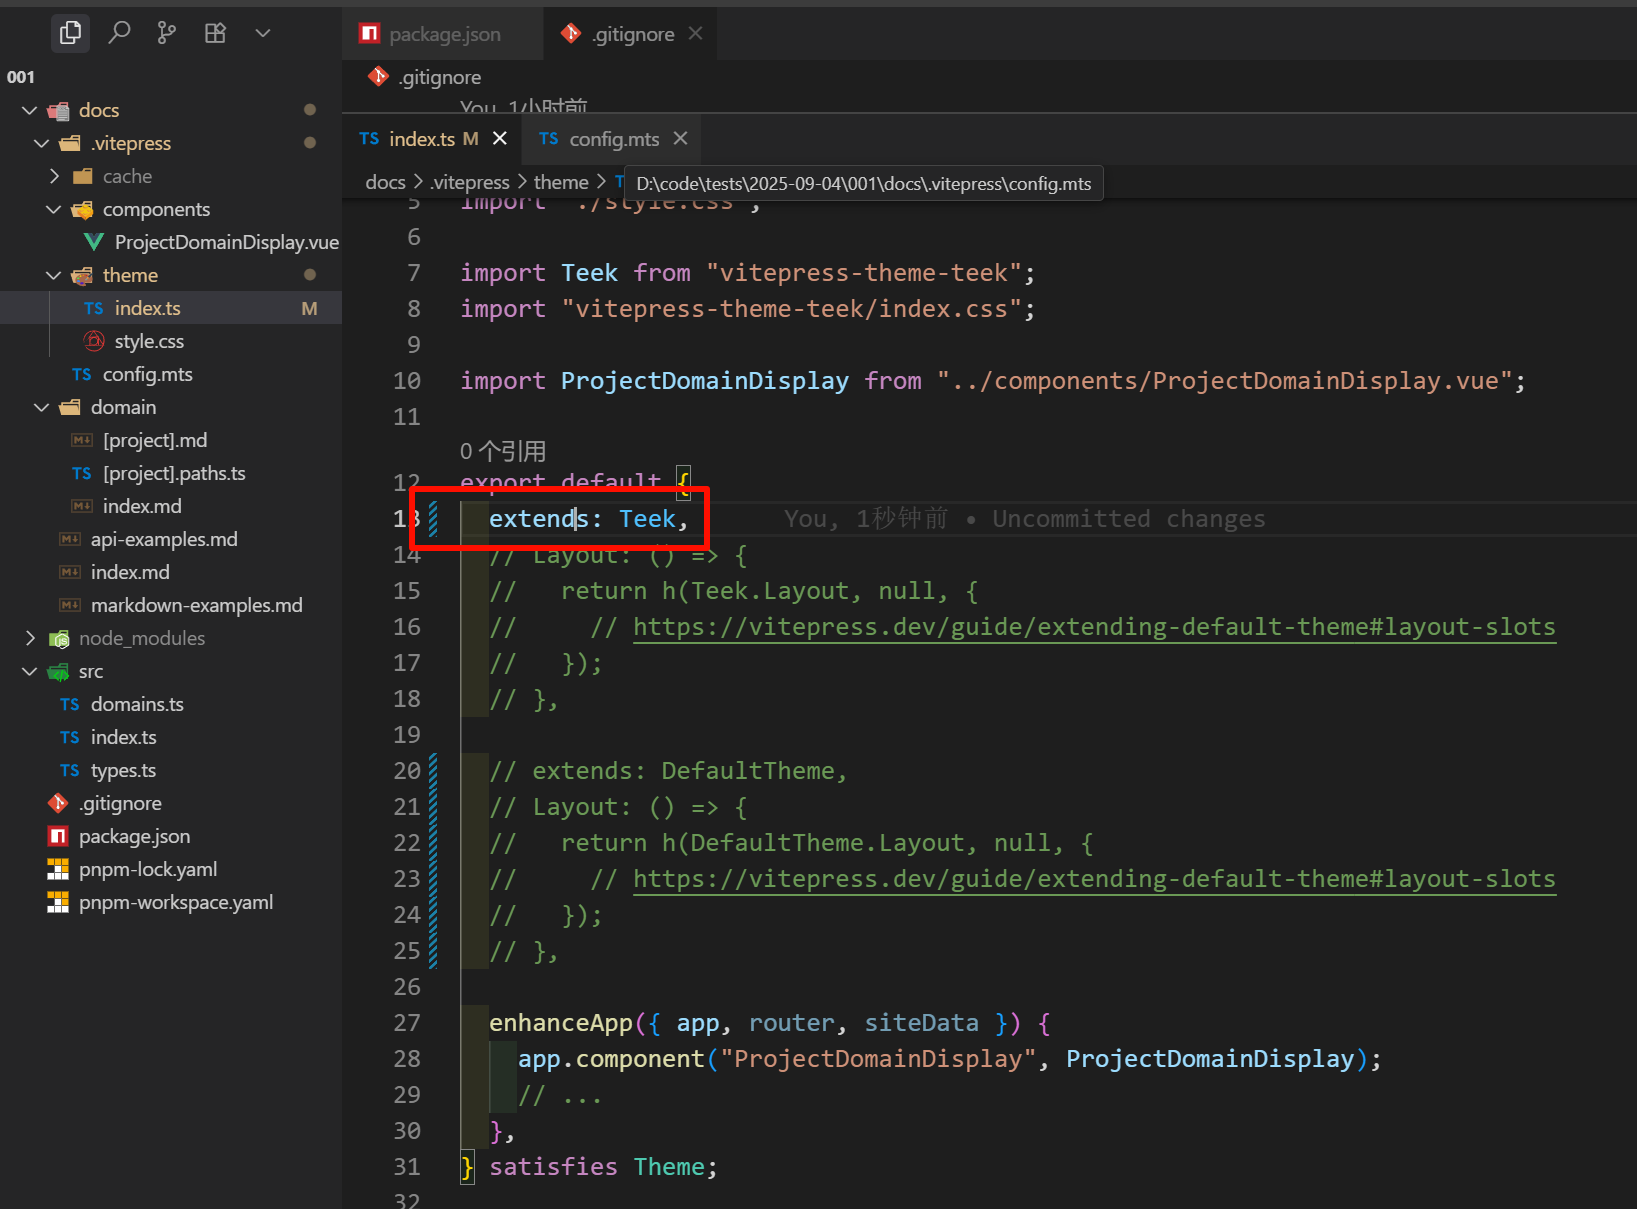 package.json
.gitignore
001
.gitignore
docs
You, 1小时前
TS index.ts M
TS config.mts
.vitepress
docs > .vitepress > theme > T
D:\code\tests\2025-09-04\001\docs\.vitepress\config.mts
cache
components
ProjectDomainDisplay.vue
theme
TS index.ts M
style.css
TS config.mts
domain
[project].md
TS [project].paths.ts
index.md
api-examples.md
index.md
markdown-examples.md
node_modules
src
TS domains.ts
TS index.ts
TS types.ts
.gitignore
package.json
pnpm-lock.yaml
pnpm-workspace.yaml
5 import "./style.css";
6
7 import Teek from "vitepress-theme-teek";
8 import "vitepress-theme-teek/index.css";
9
10 import ProjectDomainDisplay from "../components/ProjectDomainDisplay.vue";
11
0 个引用
12 export default {
13 extends: Teek, You, 1秒钟前 • Uncommitted changes
14 // Layout: () => {
15 //   return h(Teek.Layout, null, {
16 //     // https://vitepress.dev/guide/extending-default-theme#layout-slots
17 //   });
18 // },
19
20 // extends: DefaultTheme,
21 // Layout: () => {
22 //   return h(DefaultTheme.Layout, null, {
23 //     // https://vitepress.dev/guide/extending-default-theme#layout-slots
24 //   });
25 // },
26
27 enhanceApp({ app, router, siteData }) {
28 app.component("ProjectDomainDisplay", ProjectDomainDisplay);
29 // ...
30 },
31 } satisfies Theme;
32